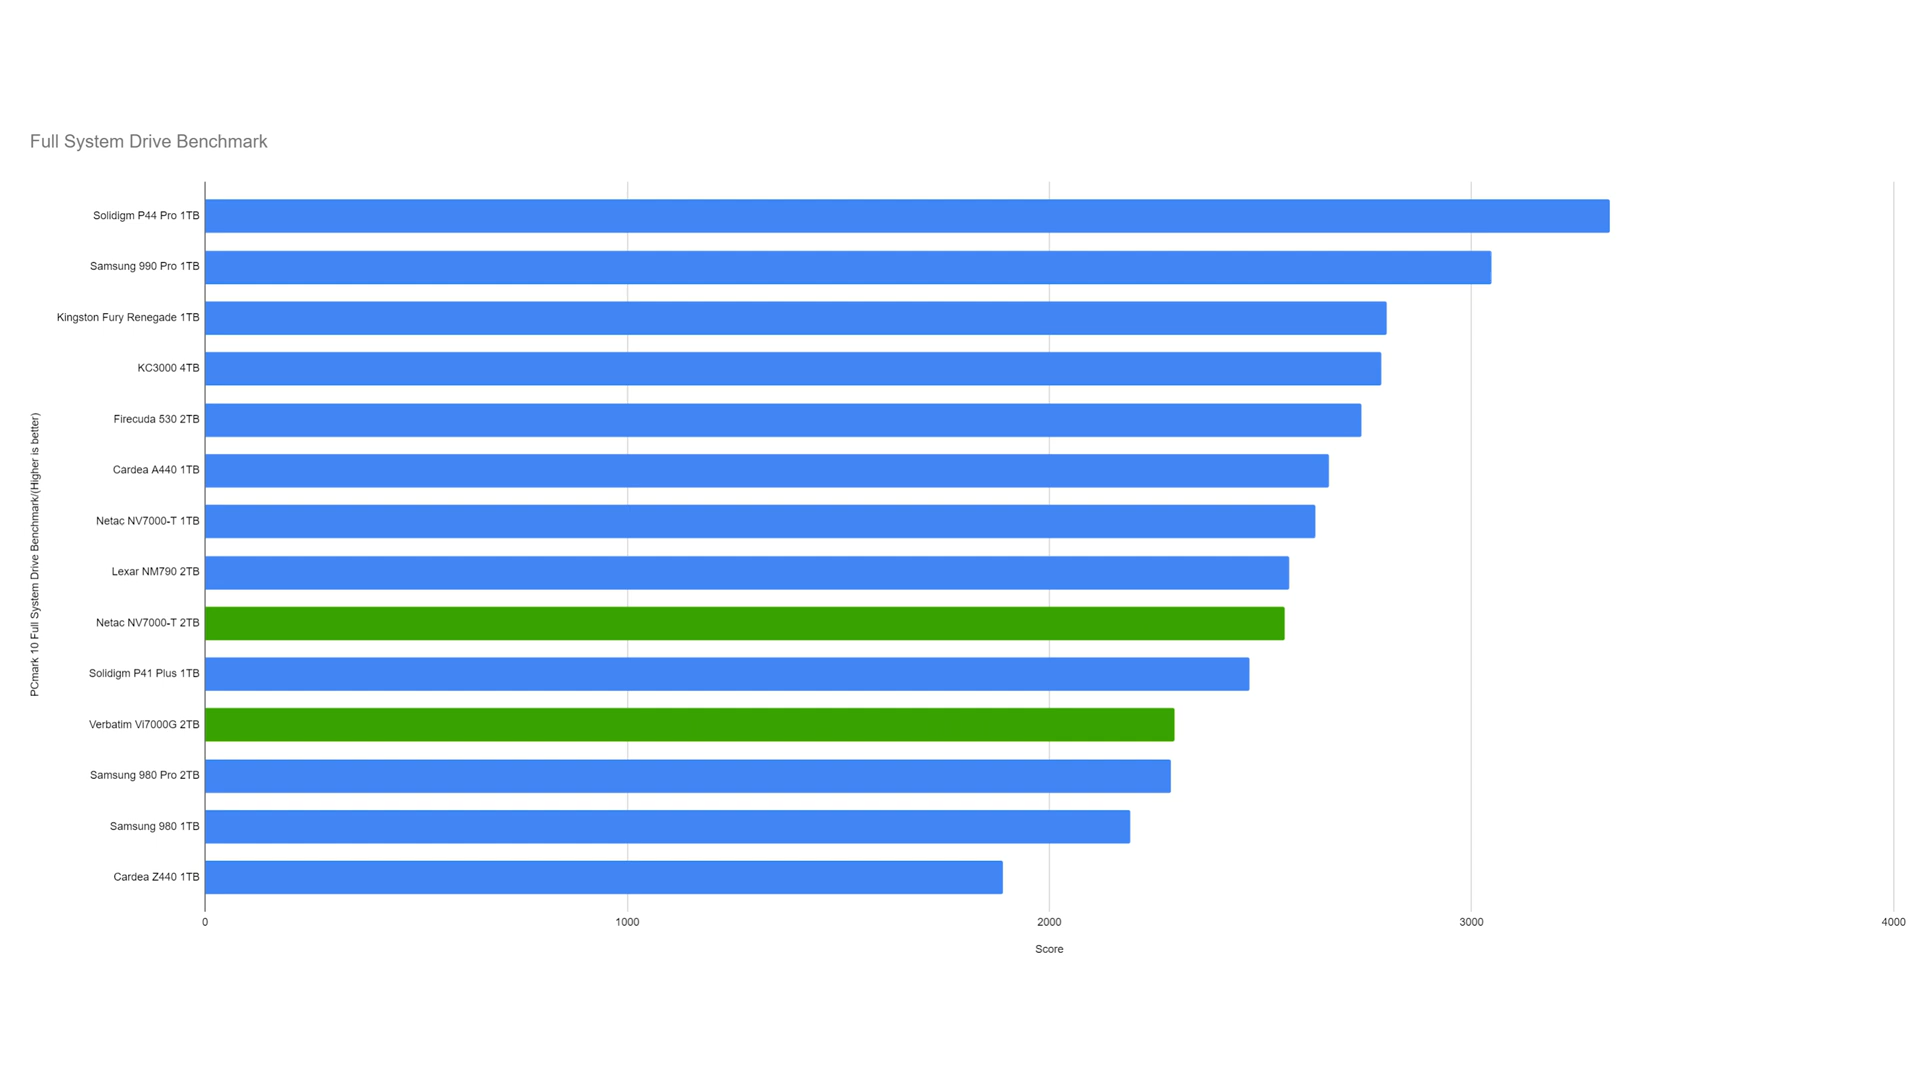 Full System Drive Benchmark
PCmark 10 Full System Drive Benchmark/(Higher is better)
Solidigm P44 Pro 1TB
Samsung 990 Pro 1TB
Kingston Fury Renegade 1TB
KC3000 4TB
Firecuda 530 2TB
Cardea A440 1TB
Netac NV7000-T 1TB
Lexar NM790 2TB
Netac NV7000-T 2TB
Solidigm P41 Plus 1TB
Verbatim Vi7000G 2TB
Samsung 980 Pro 2TB
Samsung 980 1TB
Cardea Z440 1TB
0 1000 2000 3000 4000
Score